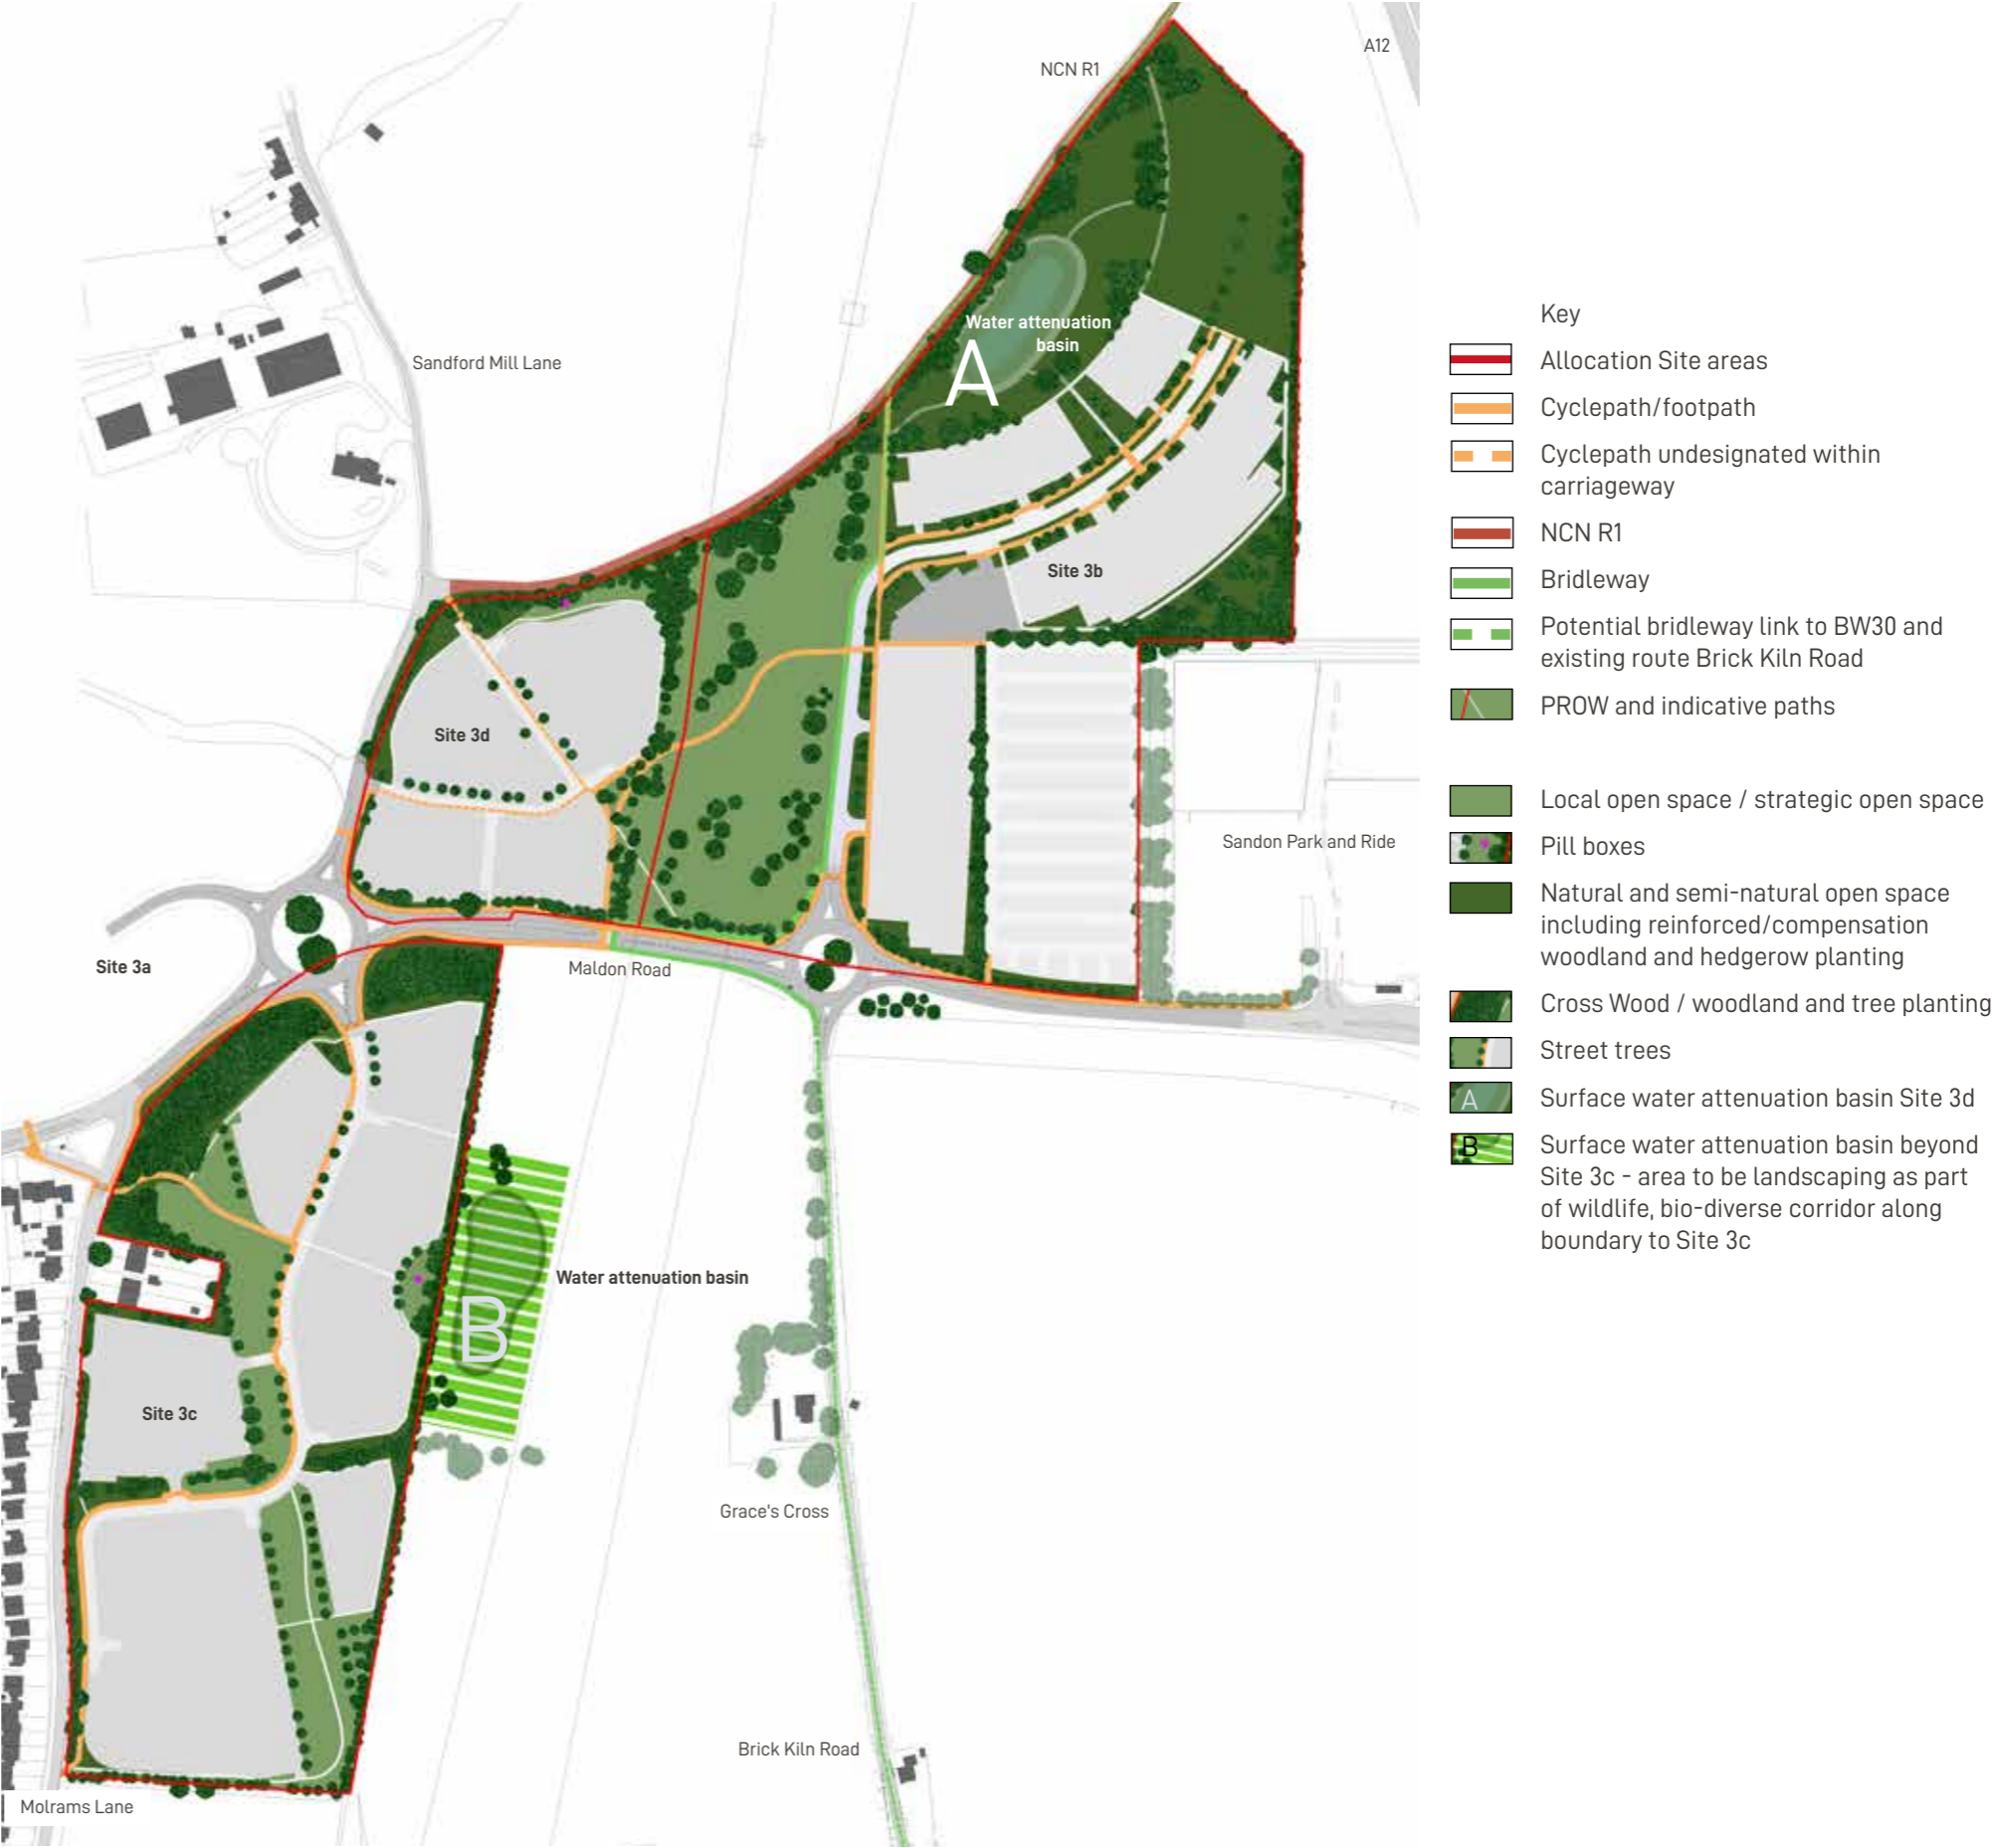 A12
NCN R1
Water attenuation
basin
A
Sandford Mill Lane
Site 3b
Site 3d
Sandon Park and Ride
Site 3a
Maldon Road
Water attenuation basin
B
Site 3c
Grace's Cross
Brick Kiln Road
Molrams Lane
Key
Allocation Site areas
Cyclepath/footpath
Cyclepath undesignated within
carriageway
NCN R1
Bridleway
Potential bridleway link to BW30 and
existing route Brick Kiln Road
PROW and indicative paths
Local open space / strategic open space
Pill boxes
Natural and semi-natural open space
including reinforced/compensation
woodland and hedgerow planting
Cross Wood / woodland and tree planting
Street trees
A
Surface water attenuation basin Site 3d
B
Surface water attenuation basin beyond
Site 3c - area to be landscaping as part
of wildlife, bio-diverse corridor along
boundary to Site 3c